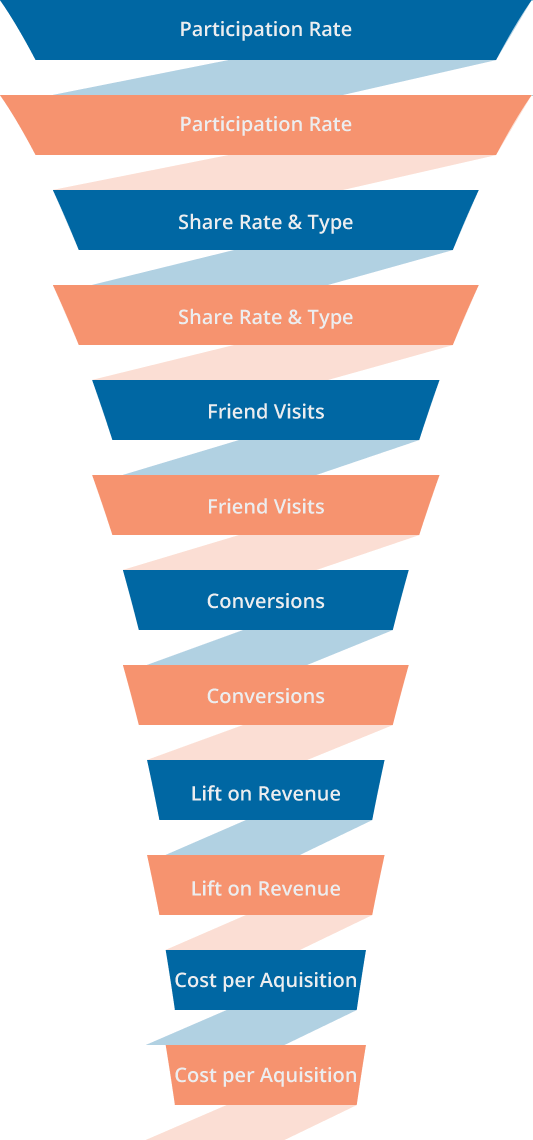 Participation Rate
Participation Rate
Share Rate & Type
Share Rate & Type
Friend Visits
Friend Visits
Conversions
Conversions
Lift on Revenue
Lift on Revenue
Cost per Aquisition
Cost per Aquisition